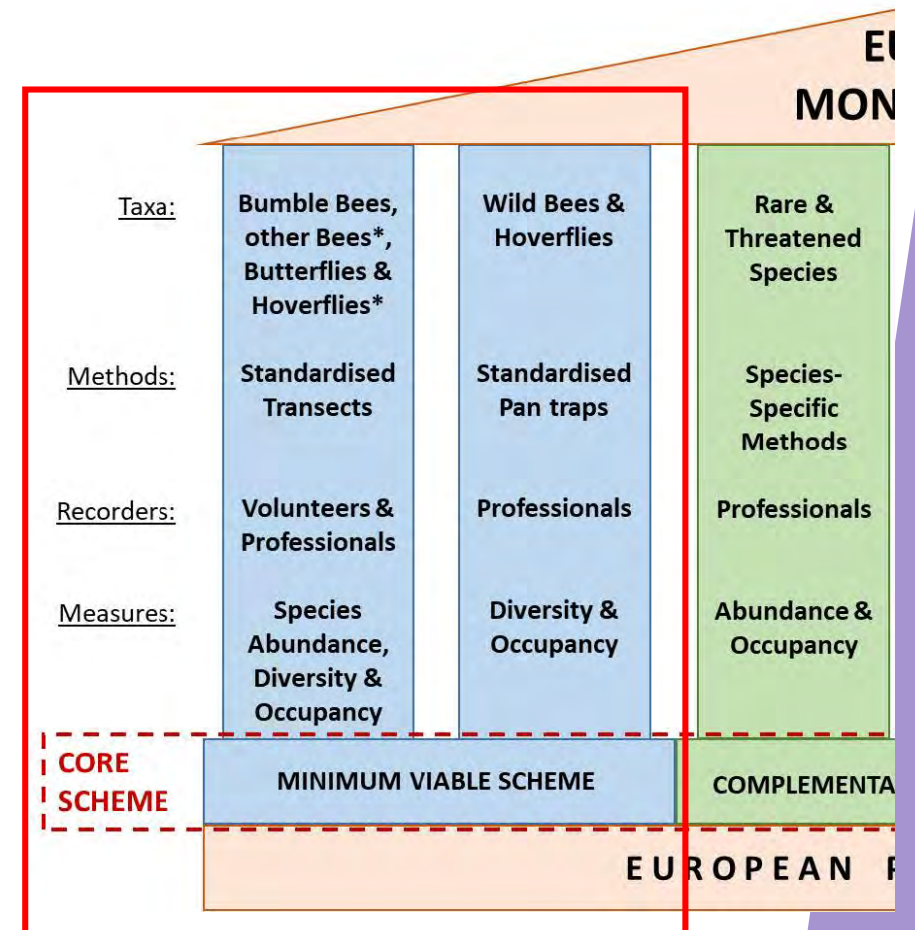 EU
MON
Taxa:
Bumble Bees,
other Bees*,
Butterflies &
Hoverflies*
Wild Bees &
Hoverflies
Rare &
Threatened
Species
Methods:
Standardised
Transects
Standardised
Pan traps
Species-
Specific
Methods
Recorders:
Volunteers &
Professionals
Professionals
Professionals
Measures:
Species
Abundance,
Diversity &
Occupancy
Diversity &
Occupancy
Abundance &
Occupancy
CORE
SCHEME
MINIMUM VIABLE SCHEME
COMPLEMENTA
EUROPEAN